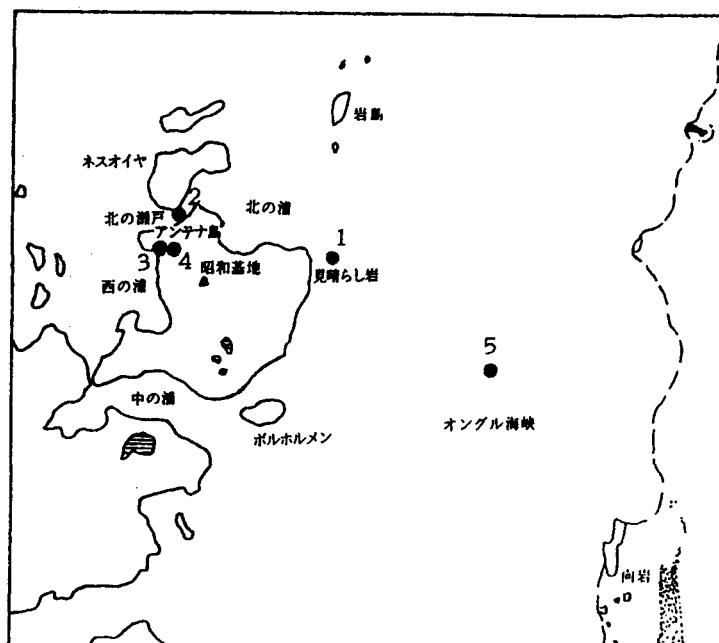 岩島
ネスオイヤ
2
北の瀬戸
北の浦
アンテナ島
1
3
4
昭和基地
見晴らし岩
西の浦
5
中の浦
ボルホルメン
オングル海峡
向岩